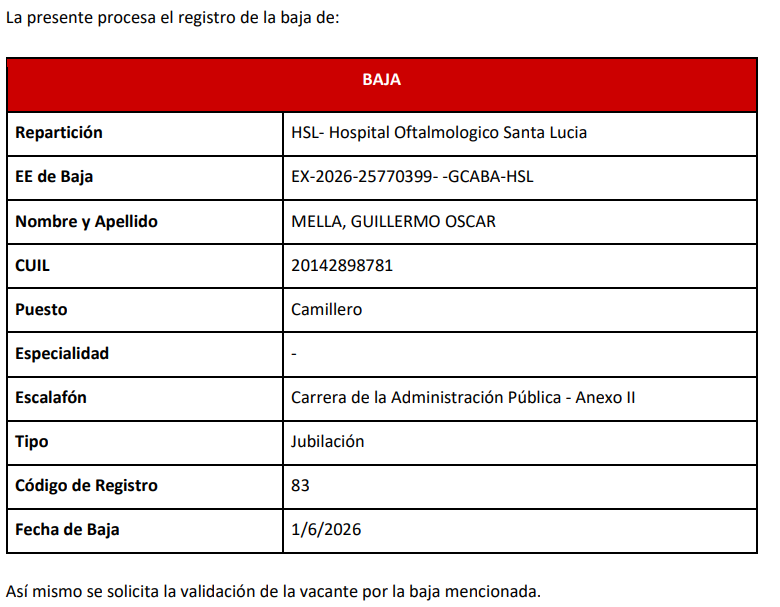 La presente procesa el registro de la baja de:
BAJA
Repartición HSL- Hospital Oftalmologico Santa Lucia
EE de Baja EX-2026-25770399- -GCABA-HSL
Nombre y Apellido MELLA, GUILLERMO OSCAR
CUIL 20142898781
Puesto Camillero
Especialidad -
Escalafón Carrera de la Administración Pública - Anexo II
Tipo Jubilación
Código de Registro 83
Fecha de Baja 1/6/2026
Así mismo se solicita la validación de la vacante por la baja mencionada.